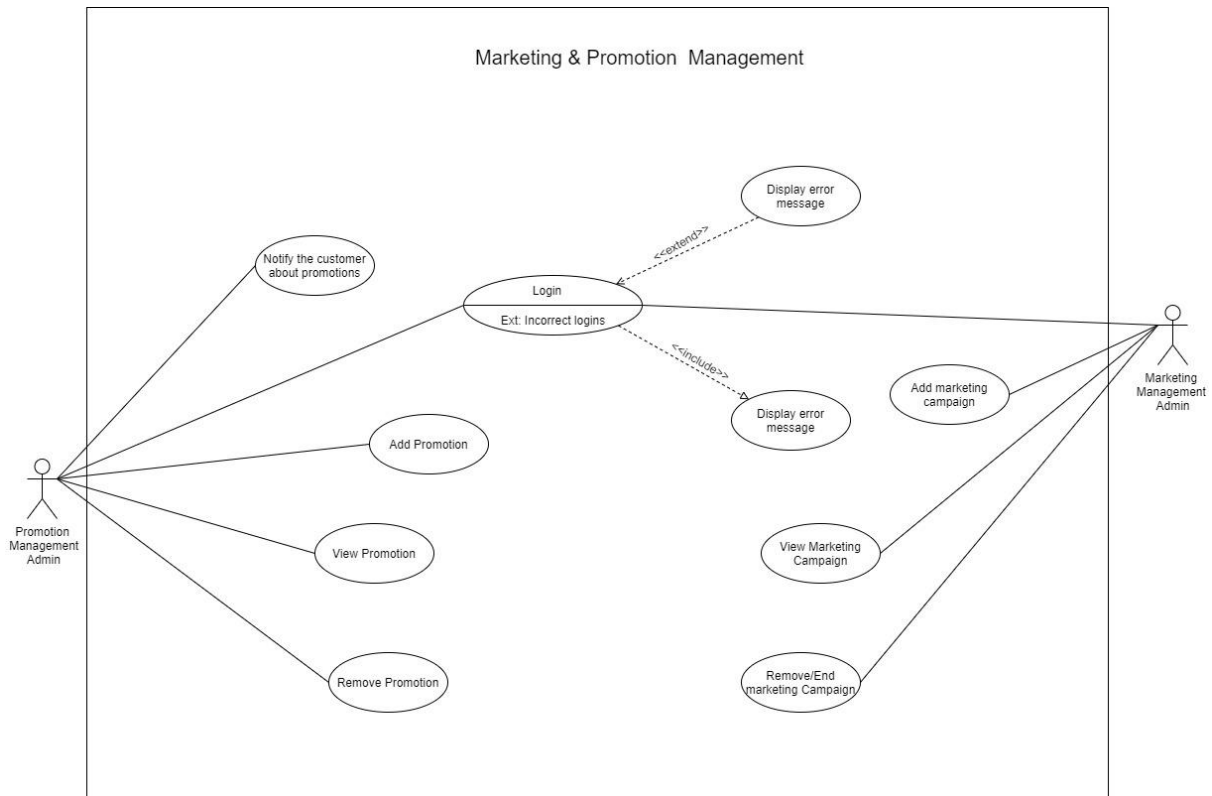 Marketing & Promotion  Management
Display error
message
<<extend>>
Notify the customer
about promotions
Login
Ext: Incorrect logins
<<include>>
Add marketing
campaign
Marketing
Management
Admin
Display error
message
Add Promotion
Promotion
Management
Admin
View Promotion
View Marketing
Campaign
Remove Promotion
Remove/End
marketing Campaign